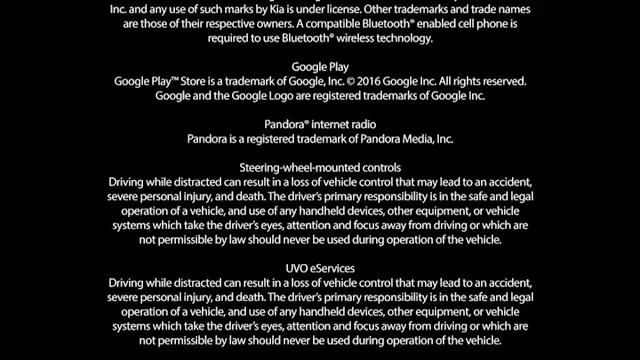 Inc. and any use of such marks by Kia is under license. Other trademarks and trade names
are those of their respective owners. A compatible Bluetooth® enabled cell phone is
required to use Bluetooth® wireless technology.
Google Play
Google Play™ Store is a trademark of Google, Inc. © 2016 Google Inc. All rights reserved.
Google and the Google Logo are registered trademarks of Google Inc.
Pandora® internet radio
Pandora is a registered trademark of Pandora Media, Inc.
Steering-wheel-mounted controls
Driving while distracted can result in a loss of vehicle control that may lead to an accident,
severe personal injury, and death. The driver's primary responsibility is in the safe and legal
operation of a vehicle, and use of any handheld devices, other equipment, or vehicle
systems which take the driver's eyes, attention and focus away from driving or which are
not permissible by law should never be used during operation of the vehicle.
UVO eServices
Driving while distracted can result in a loss of vehicle control that may lead to an accident,
severe personal injury, and death. The driver's primary responsibility is in the safe and legal
operation of a vehicle, and use of any handheld devices, other equipment, or vehicle
systems which take the driver's eyes, attention and focus away from driving or which are
not permissible by law should never be used during operation of the vehicle.